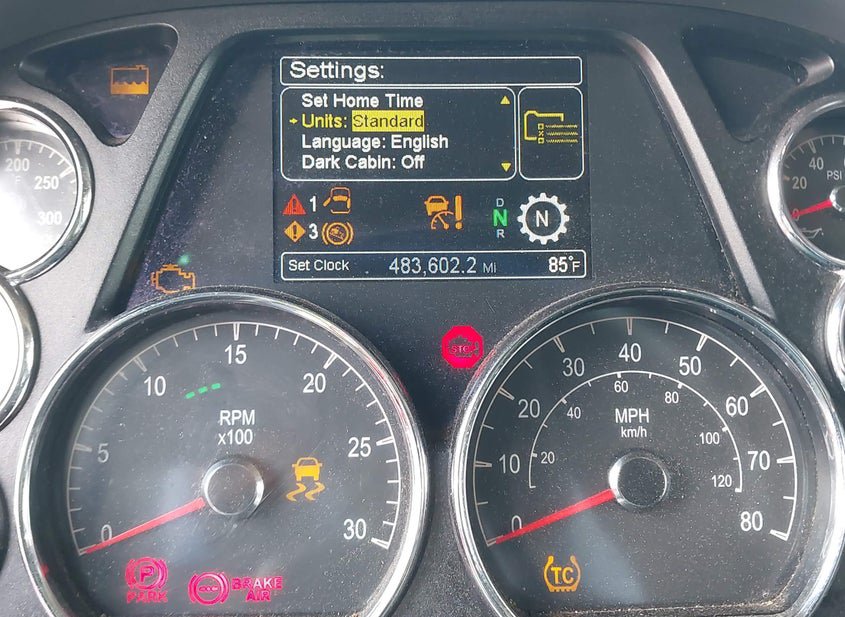 Settings:
Set Home Time
Units: Standard
Language: English
Dark Cabin: Off
1
3
D
N
R
N
Set Clock 483,602.2 Mi 85°F
200
F
250
300
40
20
PSI
0
STOP
0
5
10
15
20
25
30
RPM
x100
P
PARK
BRAKE
AIR
0
10
20
30
40
50
60
70
80
20
40
60
80
100
120
MPH
km/h
TC